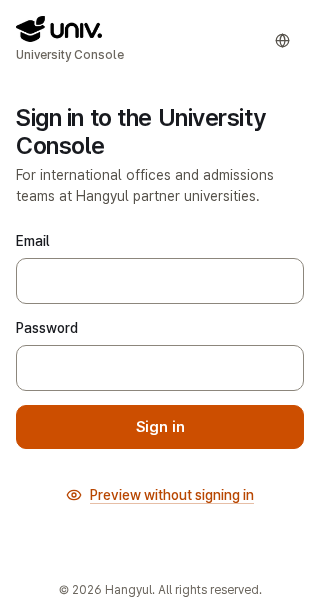 UNIV.
University Console
Sign in to the University
Console
For international offices and admissions
teams at Hangyul partner universities.
Email
Password
Sign in
Preview without signing in
© 2026 Hangyul. All rights reserved.